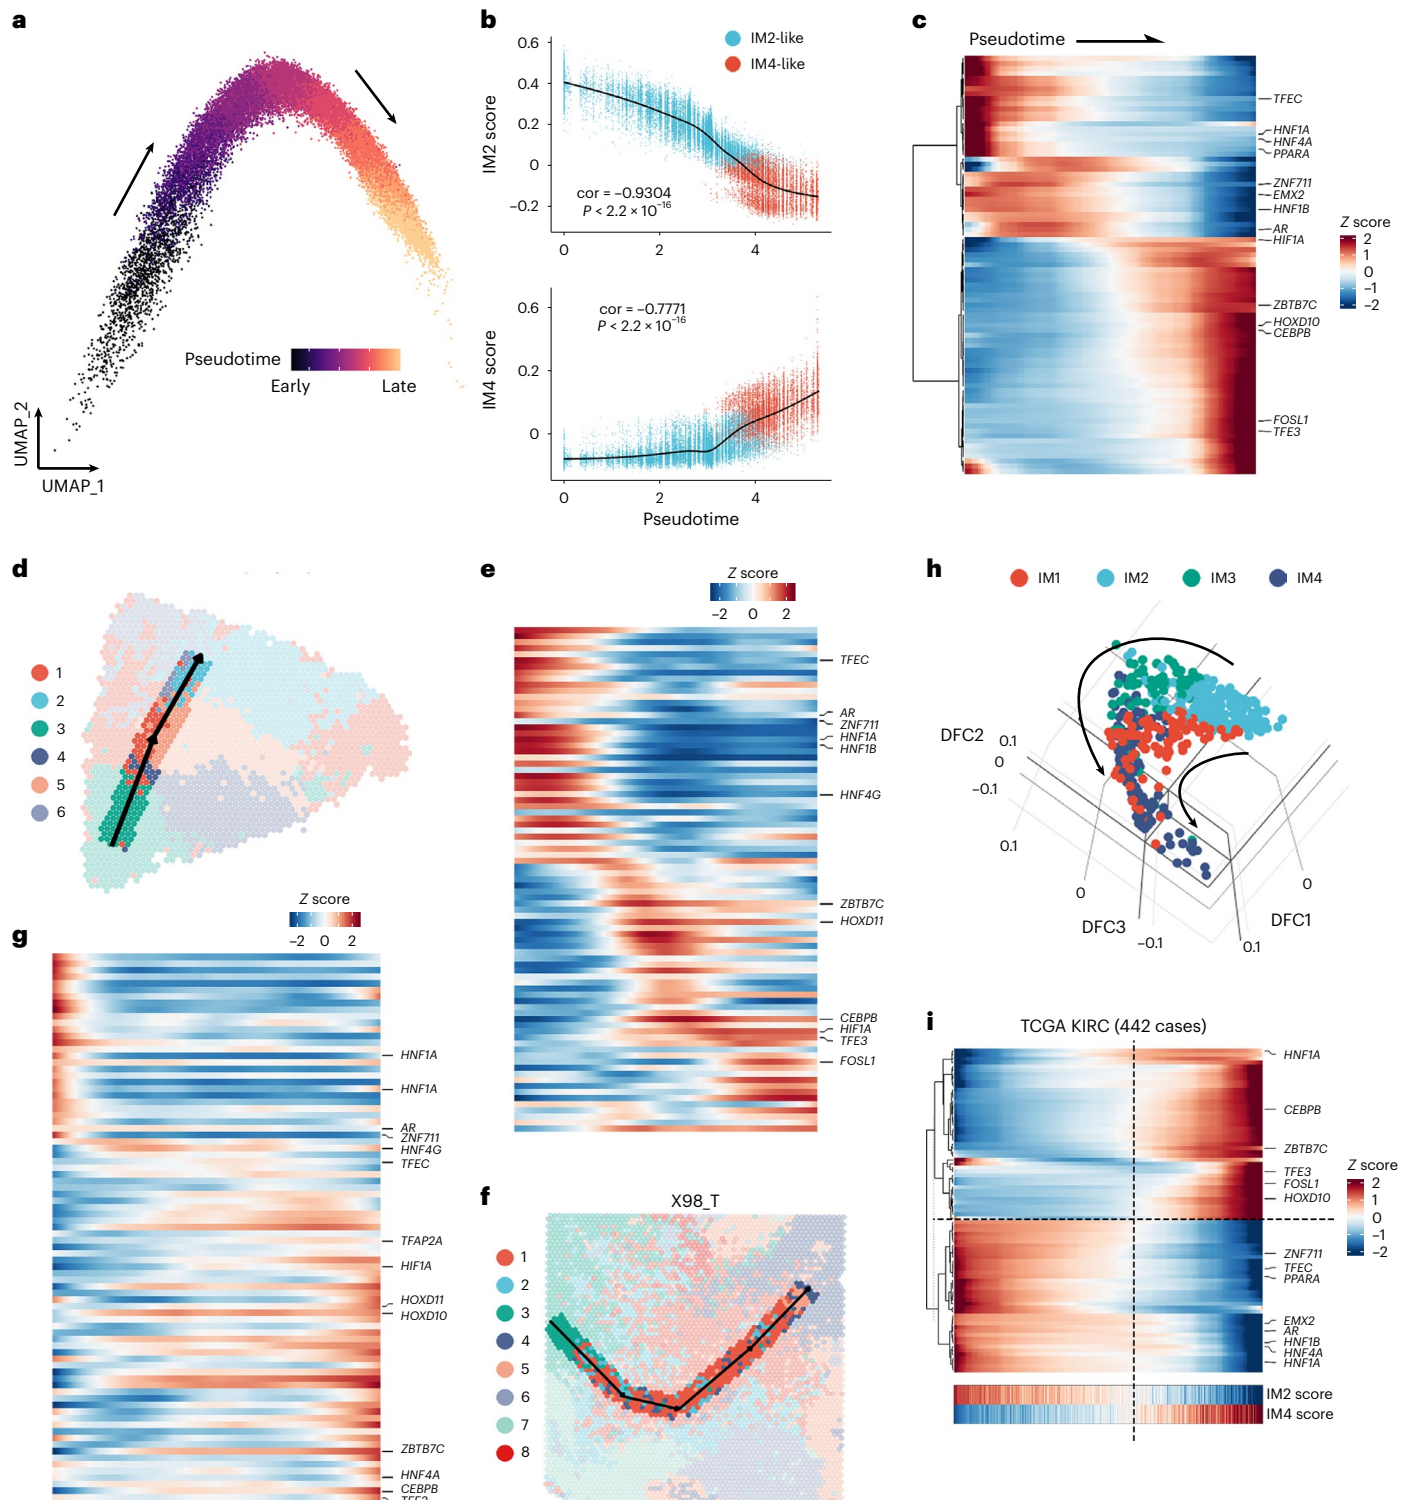 a
Pseudotime
Early Late
UMAP_2
UMAP_1
b
IM2-like
IM4-like
IM2 score
0.6
0.4
0.2
0
−0.2
cor = −0.9304
P < 2.2 × 10⁻¹⁶
0 2 4
IM4 score
0.6
0.2
0
cor = −0.7771
P < 2.2 × 10⁻¹⁶
0 2 4
Pseudotime
c
Pseudotime
TFEC
HNF1A
HNF4A
PPARA
ZNF711
EMX2
HNF1B
AR
HIF1A
ZBTB7C
HOXD10
CEBPB
FOSL1
TFE3
Z score
2
1
0
−1
−2
d
1
2
3
4
5
6
e
Z score
−2 0 2
TFEC
AR
ZNF711
HNF1A
HNF1B
HNF4G
ZBTB7C
HOXD11
CEBPB
HIF1A
TFE3
FOSL1
f
X98_T
1
2
3
4
5
6
7
8
g
Z score
−2 0 2
HNF1A
HNF1A
AR
ZNF711
HNF4G
TFEC
TFAP2A
HIF1A
HOXD11
HOXD10
ZBTB7C
HNF4A
CEBPB
TFE3
h
IM1 IM2 IM3 IM4
DFC2
0.1
0
−0.1
0.1
0
DFC3
−0.1
0.1
DFC1
0
i
TCGA KIRC (442 cases)
HNF1A
CEBPB
ZBTB7C
TFE3
FOSL1
HOXD10
ZNF711
TFEC
PPARA
EMX2
AR
HNF1B
HNF4A
HNF1A
IM2 score
IM4 score
Z score
2
1
0
−1
−2